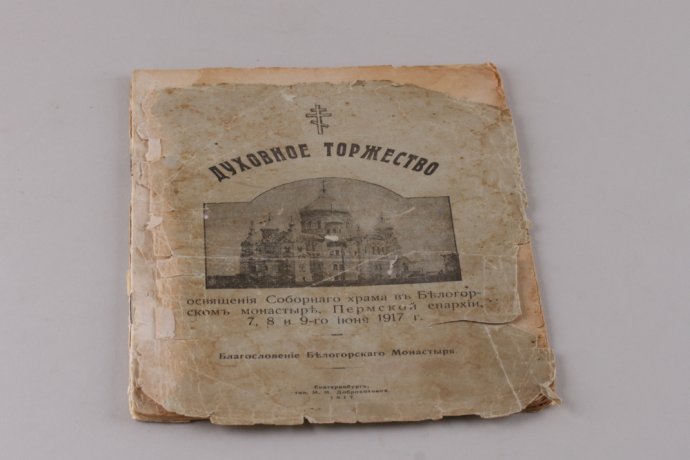 ДУХОВНОЕ ТОРЖЕСТВО
освященія Соборнаго храма въ Бѣлогор-
скомъ монастырѣ, Пермской епархіи,
7, 8 и 9-го іюня 1917 г.
Благословеніе Бѣлогорскаго Монастыря.
Екатеринбургъ,
тип. М. М.
1917